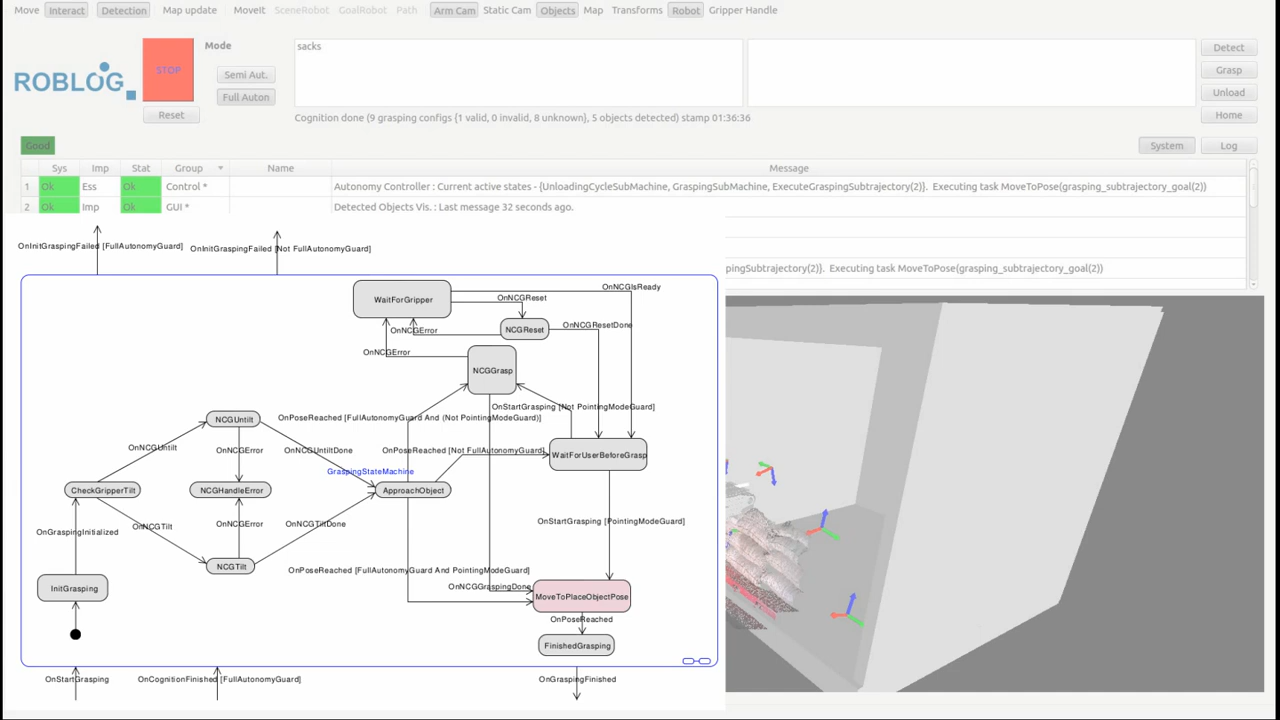 Move Interact Detection Map update MoveIt SceneRobot GoalRobot Path Arm Cam Static Cam Objects Map Transforms Robot Gripper Handle
ROBLOG
STOP
Reset
Mode
Semi Aut.
Full Auton
sacks
Cognition done (9 grasping configs {1 valid, 0 invalid, 8 unknown}, 5 objects detected) stamp 01:36:36
Detect
Grasp
Unload
Home
Good
System Log
Sys Imp Stat Group Name Message
1 Ok Ess Ok Control * Autonomy Controller : Current active states - {UnloadingCycleSubMachine, GraspingSubMachine, ExecuteGraspingSubtrajectory(2)}. Executing task MoveToPose(grasping_subtrajectory_goal(2))
2 Ok Imp Ok GUI * Detected Objects Vis. : Last message 32 seconds ago.
pingSubtrajectory(2)}. Executing task MoveToPose(grasping_subtrajectory_goal(2))
OnInitGraspingFailed [FullAutonomyGuard]
OnInitGraspingFailed [Not FullAutonomyGuard]
OnNCGIsReady
WaitForGripper
OnNCGReset
OnNCGResetDone
OnNCGError
NCGReset
OnNCGError
NCGGrasp
OnStartGrasping [Not PointingModeGuard]
OnPoseReached [FullAutonomyGuard And (Not PointingModeGuard)]
NCGUntilt
OnNCGUntilt
OnNCGError
OnNCGUntiltDone
OnPoseReached [Not FullAutonomyGuard]
WaitForUserBeforeGrasp
GraspingStateMachine
CheckGripperTilt
NCGHandleError
ApproachObject
OnNCGTilt
OnNCGError
OnNCGTiltDone
OnStartGrasping [PointingModeGuard]
OnGraspingInitialized
NCGTilt
OnPoseReached [FullAutonomyGuard And PointingModeGuard]
OnNCGGraspingDone
InitGrasping
MoveToPlaceObjectPose
OnPoseReached
FinishedGrasping
OnStartGrasping
OnCognitionFinished [FullAutonomyGuard]
OnGraspingFinished